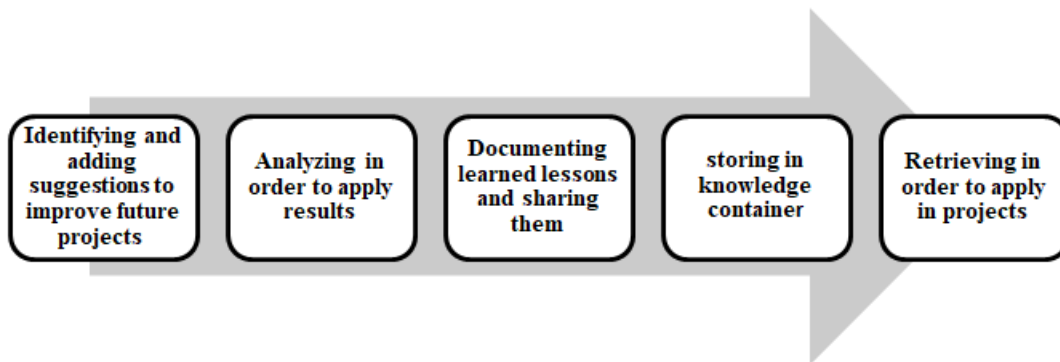 Identifying and
adding
suggestions to
improve future
projects
Analyzing in
order to apply
results
Documenting
learned lessons
and sharing
them
storing in
knowledge
container
Retrieving in
order to apply
in projects